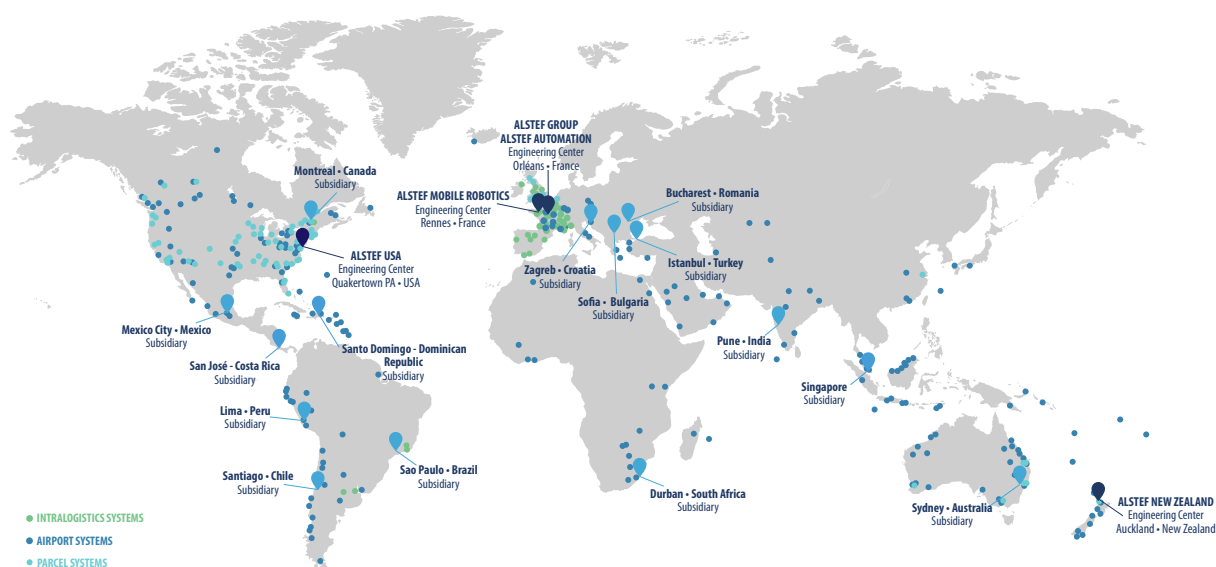 ALSTEF GROUP
ALSTEF AUTOMATION
Engineering Center
Orléans • France
Montreal • Canada
Subsidiary
ALSTEF MOBILE ROBOTICS
Engineering Center
Rennes • France
Bucharest • Romania
Subsidiary
ALSTEF USA
Engineering Center
Quakertown PA • USA
Zagreb • Croatia
Subsidiary
Istanbul • Turkey
Subsidiary
Sofia • Bulgaria
Subsidiary
Mexico City • Mexico
Subsidiary
Santo Domingo - Dominican
Republic
Subsidiary
Pune • India
Subsidiary
San José - Costa Rica
Subsidiary
Singapore
Subsidiary
Lima • Peru
Subsidiary
Sao Paulo • Brazil
Subsidiary
Santiago • Chile
Subsidiary
Durban • South Africa
Subsidiary
Sydney • Australia
Subsidiary
ALSTEF NEW ZEALAND
Engineering Center
Auckland • New Zealand
INTRALOGISTICS SYSTEMS
AIRPORT SYSTEMS
PARCEL SYSTEMS